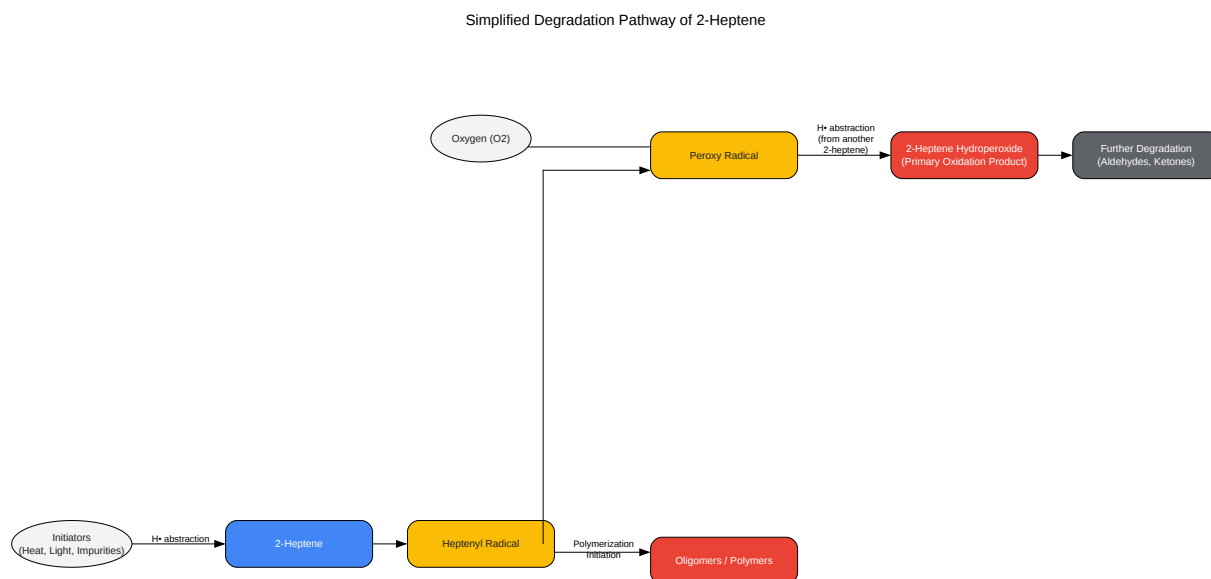 Simplified Degradation Pathway of 2-Heptene
Oxygen (O2)
Peroxy Radical
H• abstraction
(from another
2-heptene)
2-Heptene Hydroperoxide
(Primary Oxidation Product)
Further Degradation
(Aldehydes, Ketones)
Initiators
(Heat, Light, Impurities)
H• abstraction
2-Heptene
Heptenyl Radical
Polymerization
Initiation
Oligomers / Polymers